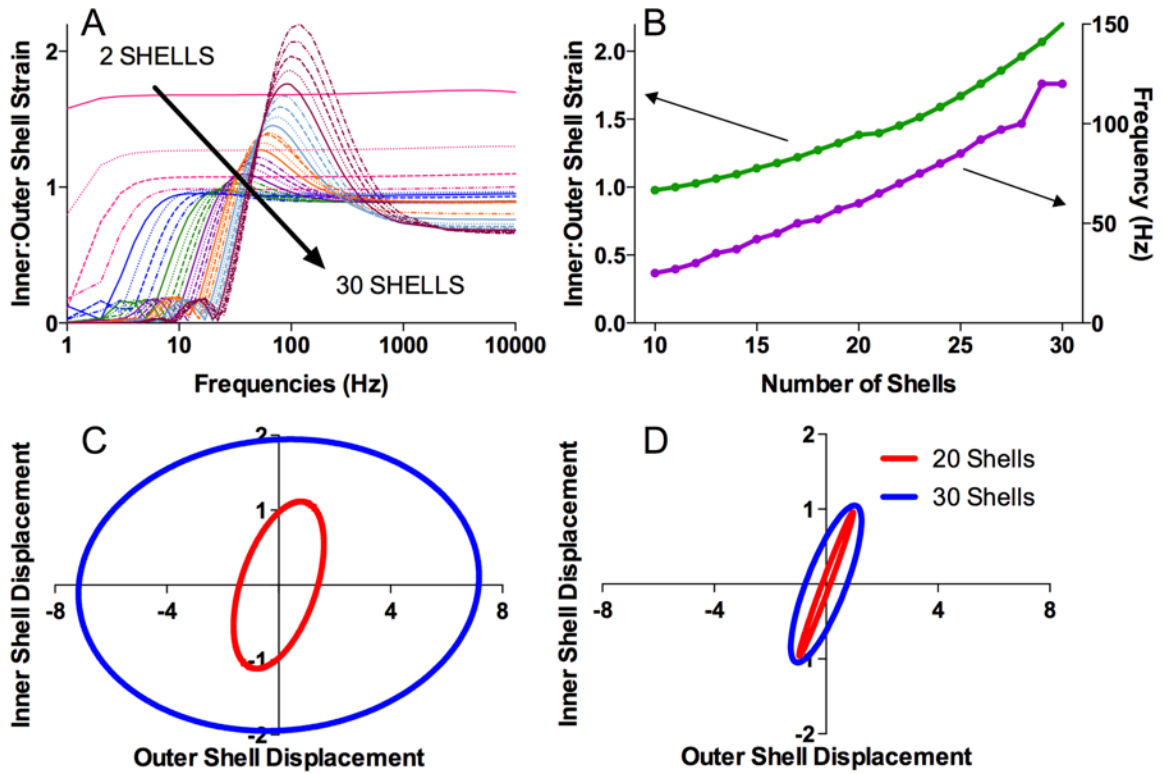 A
Inner:Outer Shell Strain
2
1
0
2 SHELLS
30 SHELLS
1
10
100
1000
10000
Frequencies (Hz)
B
Inner:Outer Shell Strain
2.0
1.5
1.0
0.5
0.0
150
100
50
0
Frequency (Hz)
10
15
20
25
30
Number of Shells
C
Inner Shell Displacement
2
1
-1
-2
-8
-4
4
8
Outer Shell Displacement
D
Inner Shell Displacement
2
1
-1
-2
-8
-4
4
8
20 Shells
30 Shells
Outer Shell Displacement